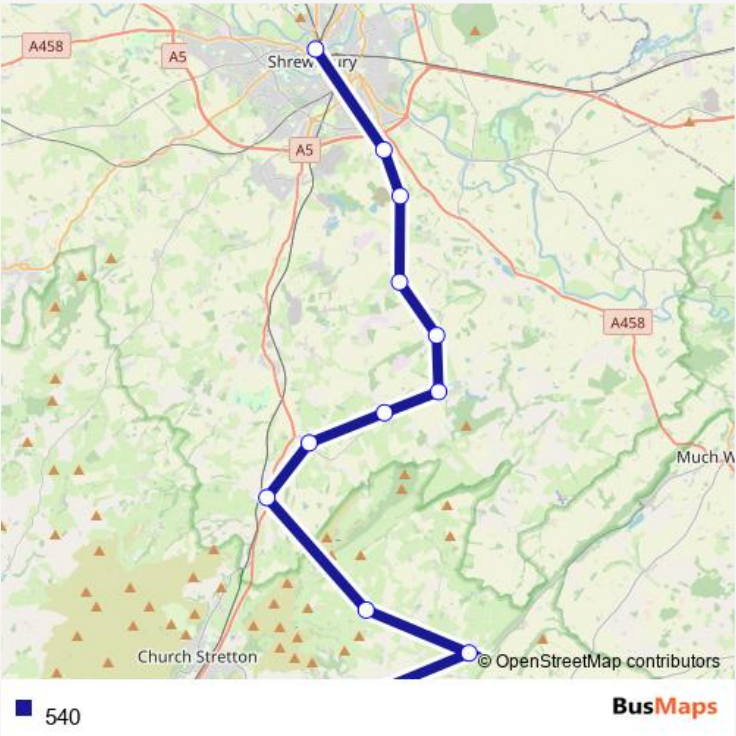 A458
A5
Shrewsbury
A5
A458
Much W
Church Stretton
© OpenStreetMap contributors
540
BusMaps